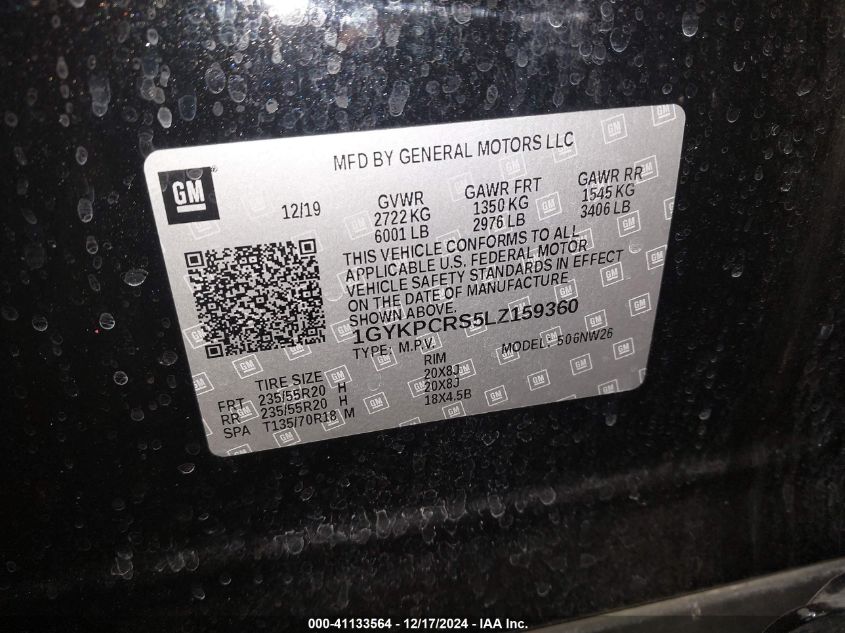 MFD BY GENERAL MOTORS LLC
GM
12/19
GVWR GAWR FRT GAWR RR
2722 KG 1350 KG 1545 KG
6001 LB 2976 LB 3406 LB
THIS VEHICLE CONFORMS TO ALL
APPLICABLE U.S. FEDERAL MOTOR
VEHICLE SAFETY STANDARDS IN EFFECT
ON THE DATE OF MANUFACTURE
SHOWN ABOVE.
1GYKPCRS5LZ159360
TYPE: M.P.V. MODEL: 506NW26
TIRE SIZE RIM
FRT 235/55R20 H 20X8J
RR 235/55R20 H 20X8J
SPA T135/70R18 M 18X4.5B
000-41133564 - 12/17/2024 - IAA Inc.